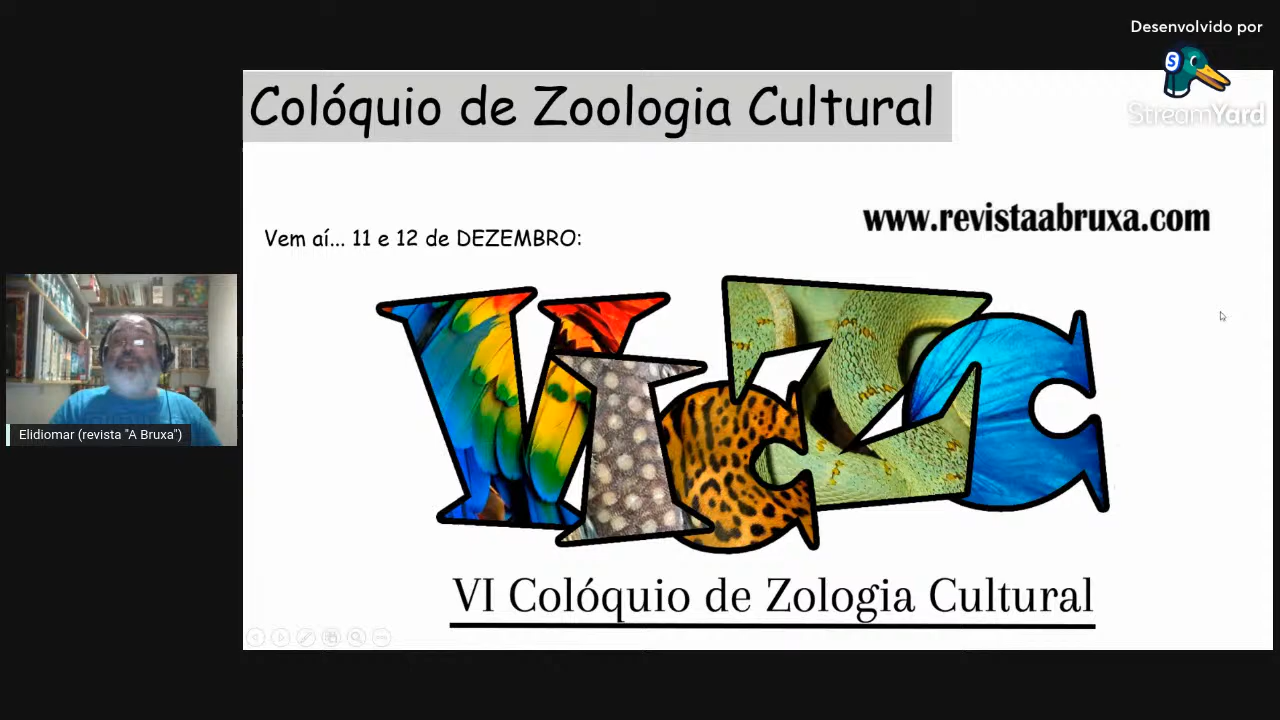 Desenvolvido por
StreamYard
Colóquio de Zoologia Cultural
www.revistaabruxa.com
Vem aí... 11 e 12 de DEZEMBRO:
VICZC
VI Colóquio de Zologia Cultural
Elidiomar (revista "A Bruxa")